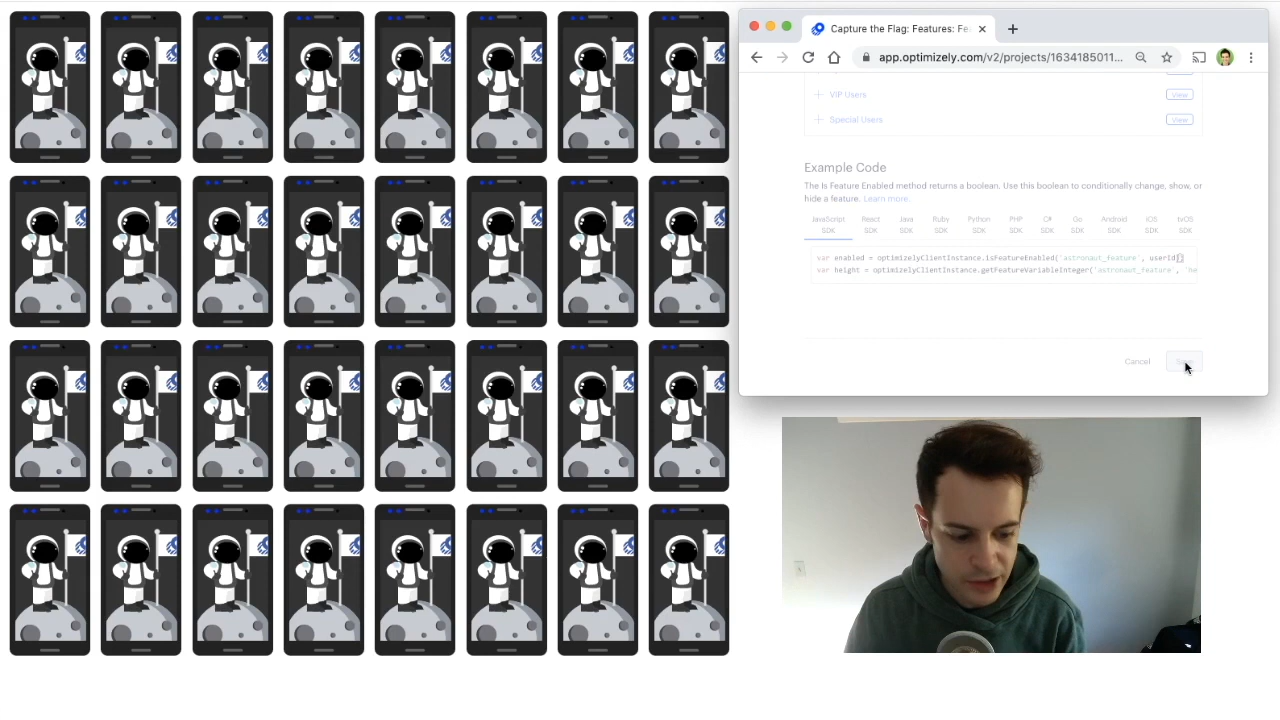 Capture the Flag: Features: Fe
app.optimizely.com/v2/projects/1634185011...
VIP Users
View
Special Users
View
Example Code
The Is Feature Enabled method returns a boolean. Use this boolean to conditionally change, show, or
hide a feature. Learn more.
JavaScript SDK
React SDK
Java SDK
Ruby SDK
Python SDK
PHP SDK
C# SDK
Go SDK
Android SDK
iOS SDK
tvOS SDK
var enabled = optimizelyClientInstance.isFeatureEnabled('astronaut_feature', userId);
var height = optimizelyClientInstance.getFeatureVariableInteger('astronaut_feature', 'he
Cancel